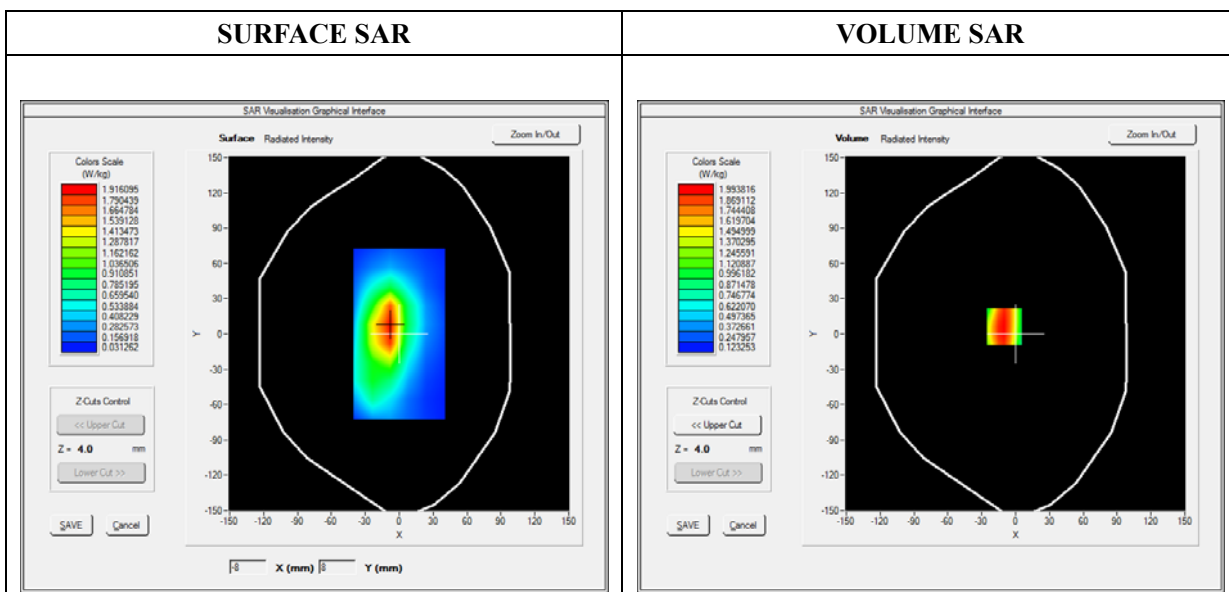 SURFACE SAR
VOLUME SAR
SAR Visualisation Graphical Interface
Surface Radiated Intensity
Zoom In/Out
Colors Scale
(W/kg)
1.916095
1.790439
1.664784
1.539128
1.413473
1.287817
1.162162
1.036506
0.910851
0.785195
0.659540
0.533884
0.408229
0.282573
0.156918
0.031262
150
120
90
60
30
0
-30
-60
-90
-120
-150
Y
-150 -120 -90 -60 -30 0 30 60 90 120 150
X
Z-Cuts Control
<< Upper Cut
Z = 4.0 mm
Lower Cut >>
SAVE Cancel
-8 X (mm) 8 Y (mm)
SAR Visualisation Graphical Interface
Volume Radiated Intensity
Zoom In/Out
Colors Scale
(W/kg)
1.993816
1.869112
1.744408
1.619704
1.494999
1.370295
1.245591
1.120887
0.996182
0.871478
0.746774
0.622070
0.497365
0.372661
0.247957
0.123253
150
120
90
60
30
0
-30
-60
-90
-120
-150
Y
-150 -120 -90 -60 -30 0 30 60 90 120 150
X
Z-Cuts Control
<< Upper Cut
Z = 4.0 mm
Lower Cut >>
SAVE Cancel